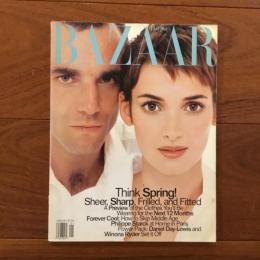 BAZAAR
Think Spring!
Sheer, Sharp, Frilled, and Fitted
A Preview of the Clothes You'll Be
Wearing for the Next 12 Months
Forever Cool: How to Skip Middle Age
Philippe Starck at Home in Paris
Power Pack: Daniel Day-Lewis and
Winona Ryder Set It Off